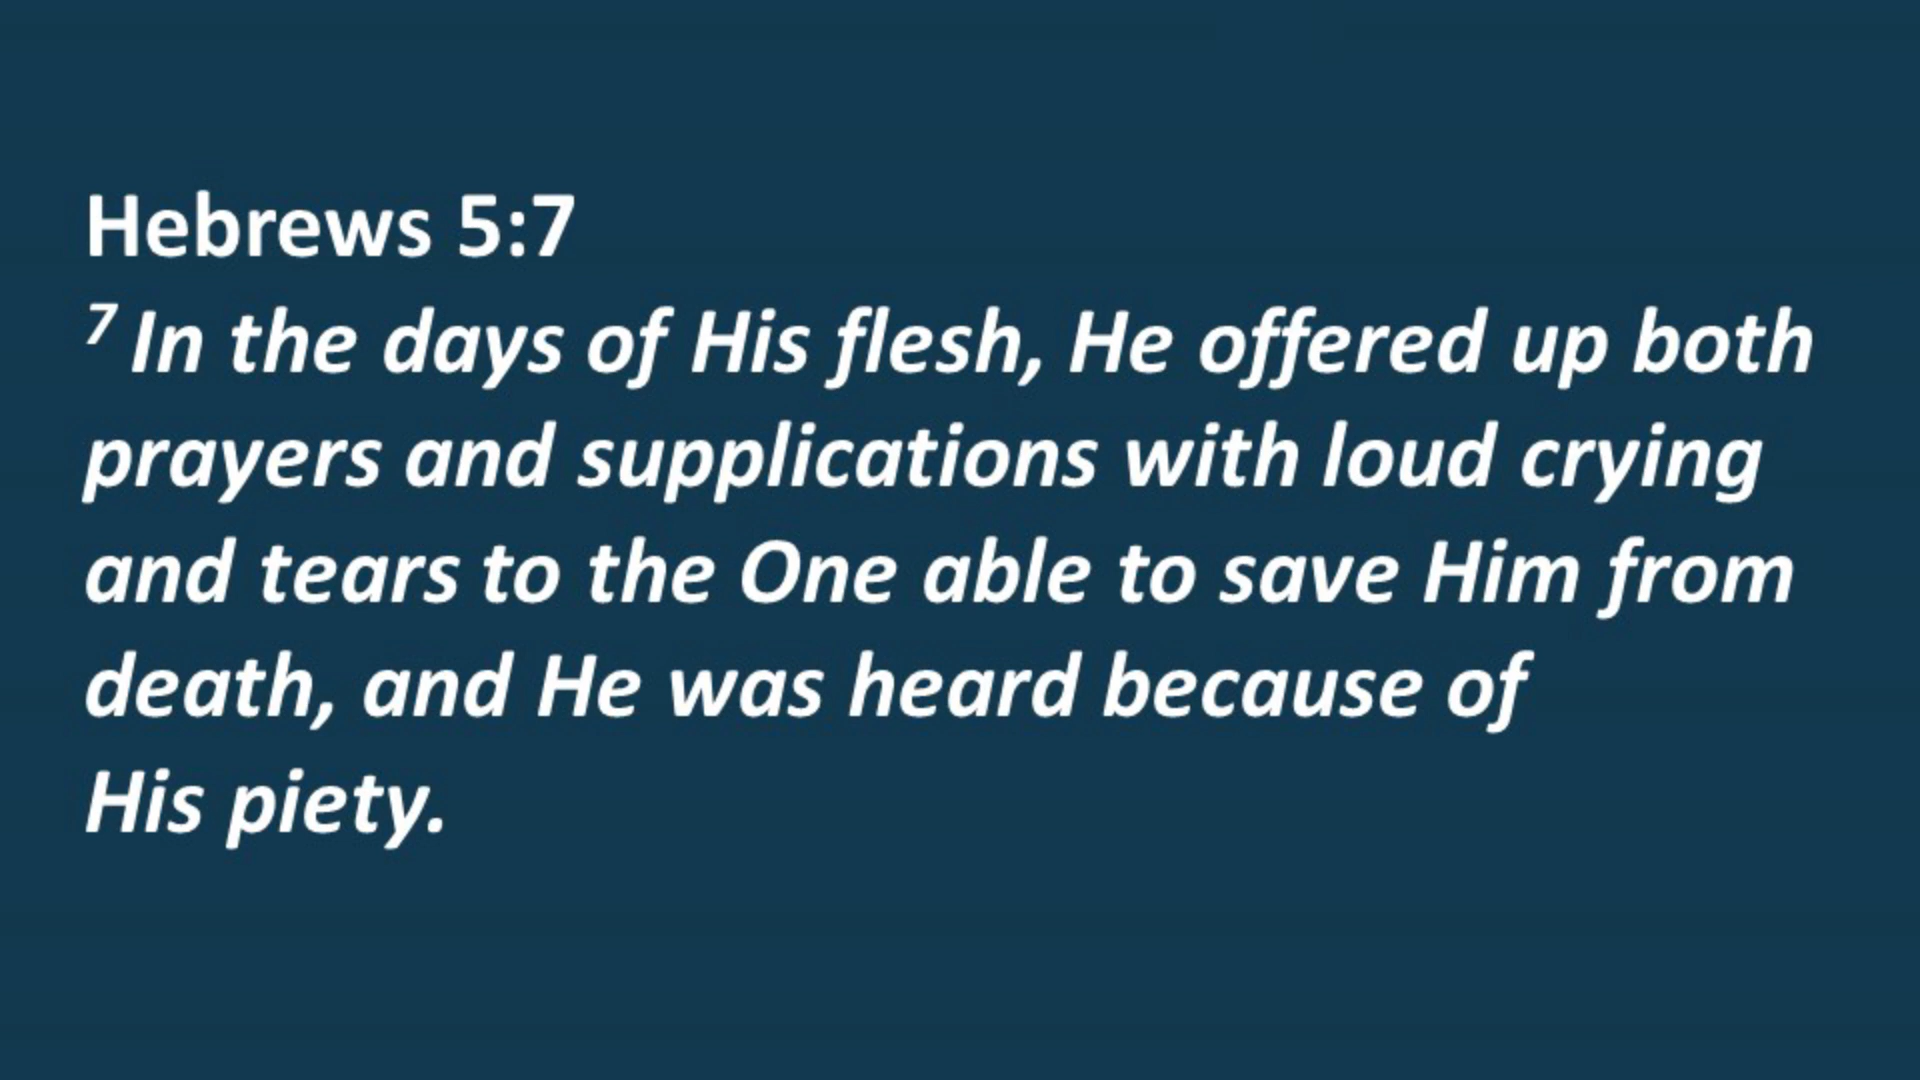 Hebrews 5:7
7 In the days of His flesh, He offered up both
prayers and supplications with loud crying
and tears to the One able to save Him from
death, and He was heard because of
His piety.